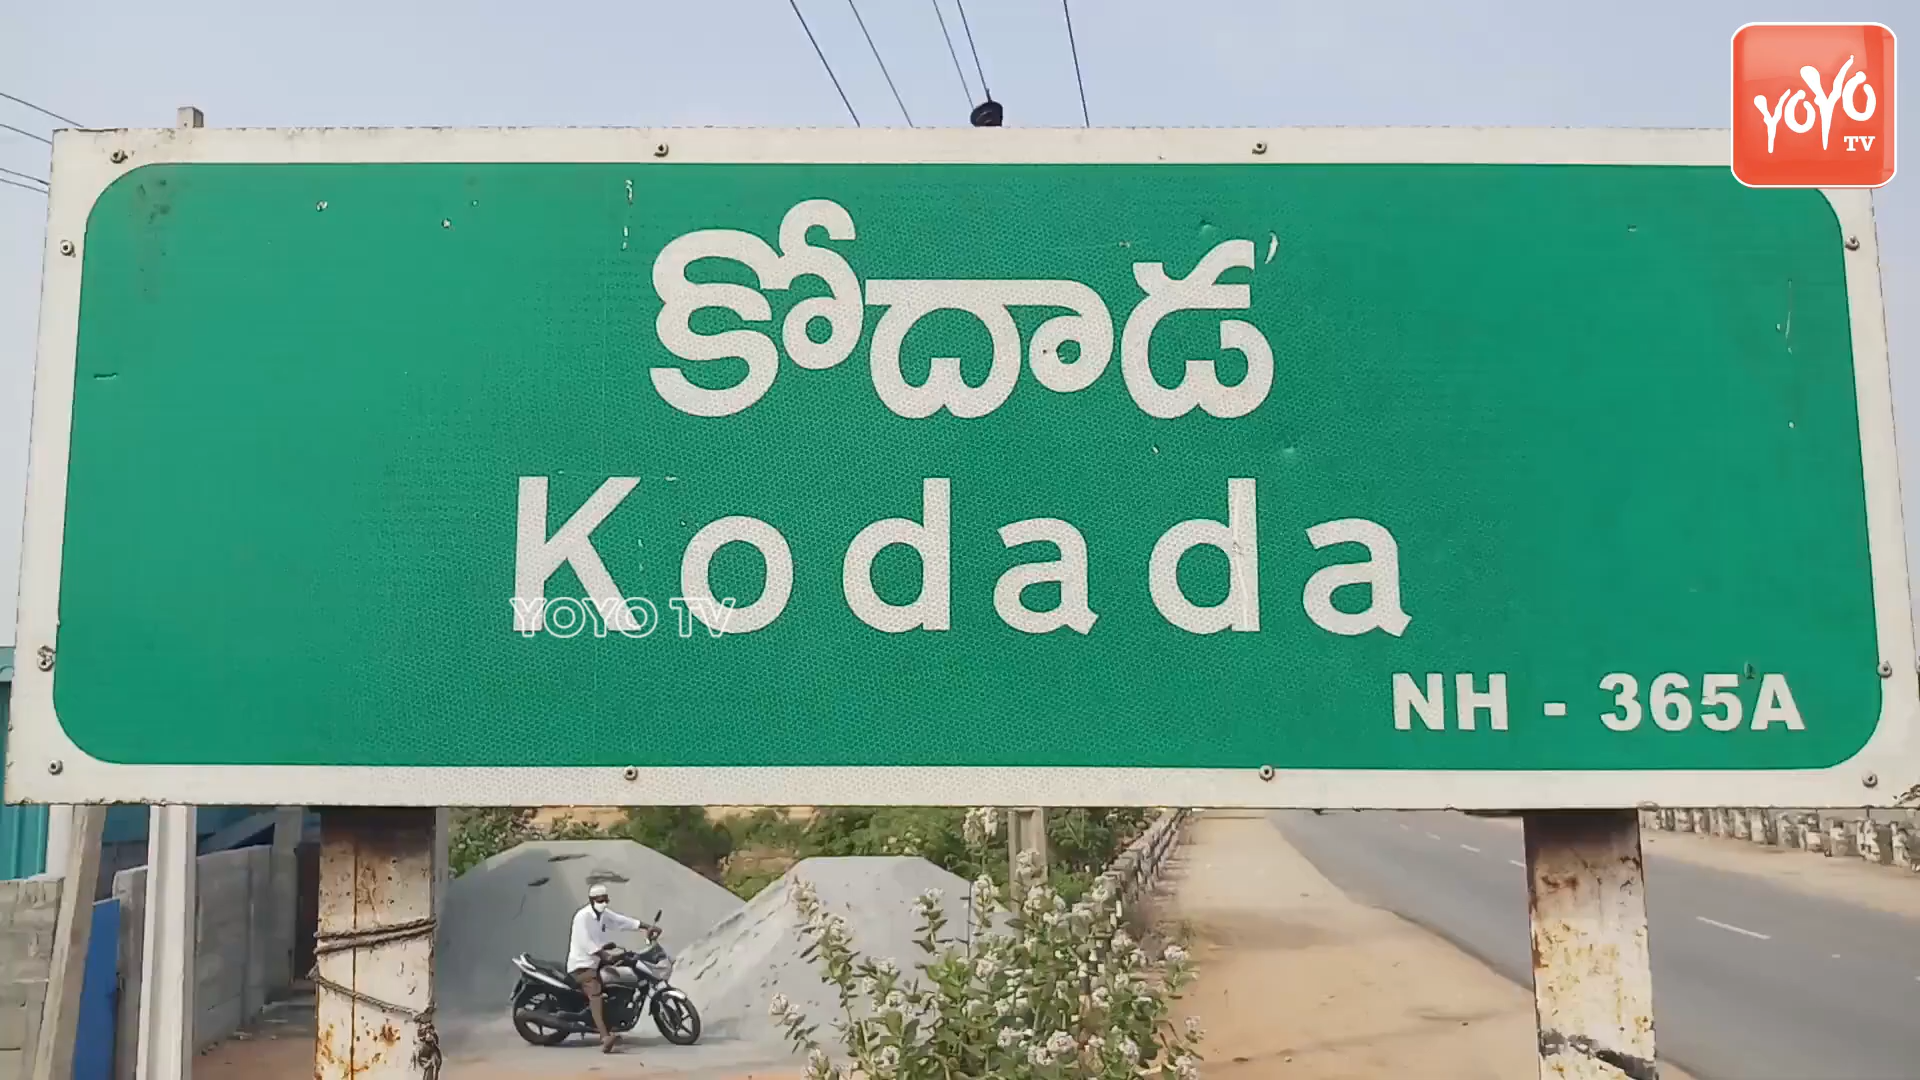 YOYO
TV
కోదాడ
Kodada
YOYO TV
NH - 365A